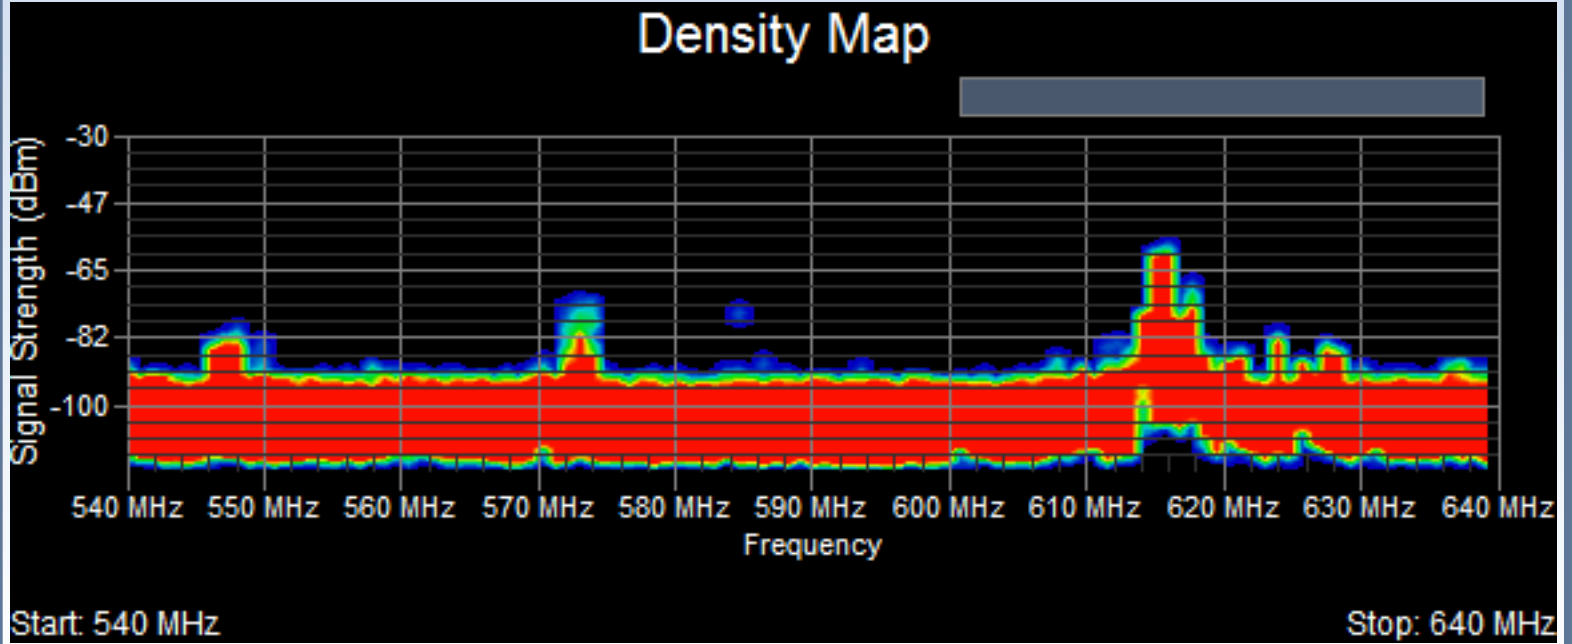 Density Map
Signal Strength (dBm)
-30
-47
-65
-82
-100
540 MHz 550 MHz 560 MHz 570 MHz 580 MHz 590 MHz 600 MHz 610 MHz 620 MHz 630 MHz 640 MHz
Frequency
Start: 540 MHz
Stop: 640 MHz